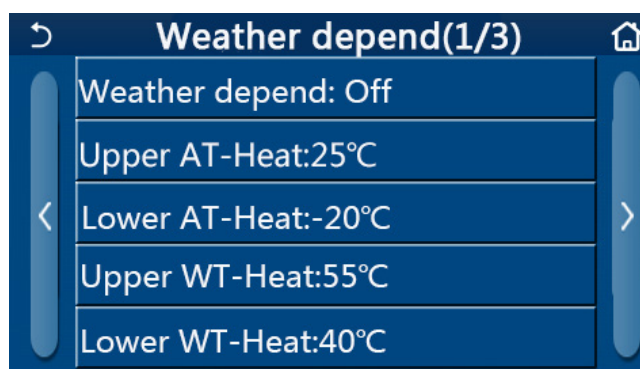 Weather depend(1/3)
Weather depend: Off
Upper AT-Heat:25℃
Lower AT-Heat:-20℃
Upper WT-Heat:55℃
Lower WT-Heat:40℃